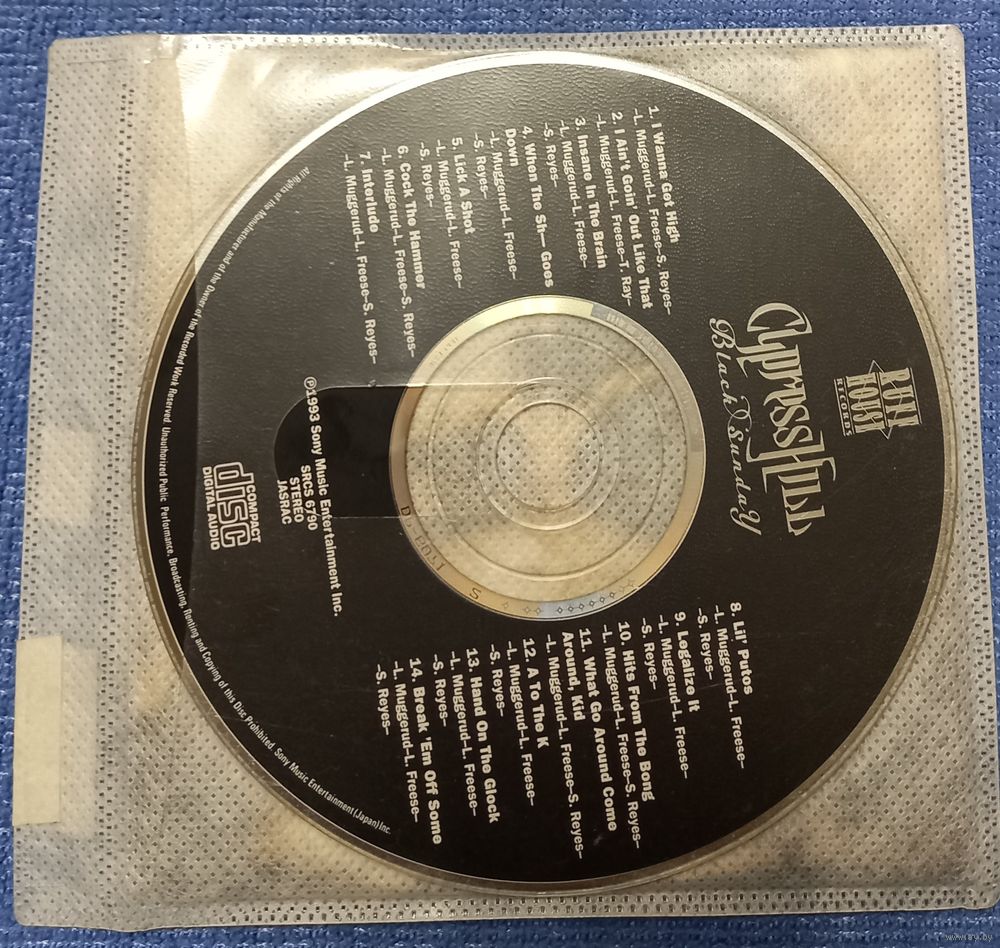 RUFF
HOUSE
RECORDS
CYPRESS HILL
Black Sunday
1. I Wanna Get High
–L. Muggerud–L. Freese–S. Reyes–
2. I Ain't Goin' Out Like That
–L. Muggerud–L. Freese–T. Ray–
3. Insane In The Brain
–L. Muggerud–L. Freese–
–S. Reyes–
4. When The Sh— Goes
Down
–L. Muggerud–L. Freese–
–S. Reyes–
5. Lick A Shot
–L. Muggerud–L. Freese–
–S. Reyes–
6. Cock The Hammer
–L. Muggerud–L. Freese–S. Reyes–
7. Interlude
–L. Muggerud–L. Freese–S. Reyes–
8. Lil' Putos
–L. Muggerud–L. Freese–
–S. Reyes–
9. Legalize It
–L. Muggerud–L. Freese–
–S. Reyes–
10. Hits From The Bong
–L. Muggerud–L. Freese–S. Reyes–
11. What Go Around Come
Around, Kid
–L. Muggerud–L. Freese–S. Reyes–
12. A To The K
–L. Muggerud–L. Freese–
–S. Reyes–
13. Hand On The Glock
–L. Muggerud–L. Freese–
–S. Reyes–
14. Break 'Em Off Some
–L. Muggerud–L. Freese–
–S. Reyes–
℗1993 Sony Music Entertainment Inc.
SRCS 6790
STEREO
JASRAC
COMPACT
disc
DIGITAL AUDIO
All Rights of the Manufacturer and of the Owner of the Recorded Work Reserved. Unauthorized Public Performance, Broadcasting, Renting and Copying of this Disc Prohibited. Sony Music Entertainment (Japan) Inc.